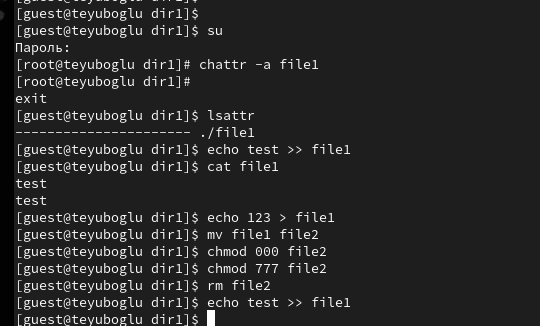 [guest@teyuboglu dir1]$
[guest@teyuboglu dir1]$
[guest@teyuboglu dir1]$ su
Пароль:
[root@teyuboglu dir1]# chattr -a file1
[root@teyuboglu dir1]#
exit
[guest@teyuboglu dir1]$ lsattr
---------------------- ./file1
[guest@teyuboglu dir1]$ echo test >> file1
[guest@teyuboglu dir1]$ cat file1
test
test
[guest@teyuboglu dir1]$ echo 123 > file1
[guest@teyuboglu dir1]$ mv file1 file2
[guest@teyuboglu dir1]$ chmod 000 file2
[guest@teyuboglu dir1]$ chmod 777 file2
[guest@teyuboglu dir1]$ rm file2
[guest@teyuboglu dir1]$ echo test >> file1
[guest@teyuboglu dir1]$